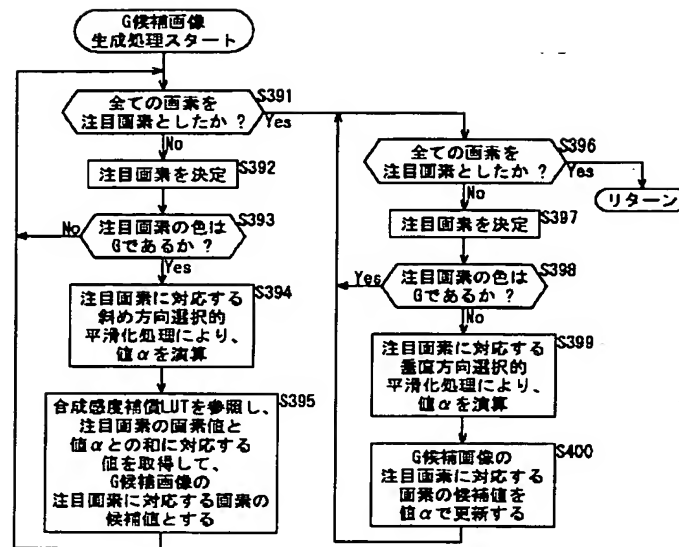 G候補画像
生成処理スタート
S391
全ての画素を
注目画素としたか ?
Yes
No
S392
注目画素を決定
S393
注目画素の色は
Gであるか ?
No
Yes
S394
注目画素に対応する
斜め方向選択的
平滑化処理により、
値αを演算
S395
合成感度補償LUTを参照し、
注目画素の画素値と
値αとの和に対応する
値を取得して、
G候補画像の
注目画素に対応する画素の
候補値とする
S396
全ての画素を
注目画素としたか ?
Yes
リターン
No
S397
注目画素を決定
S398
注目画素の色は
Gであるか ?
Yes
No
S399
注目画素に対応する
垂直方向選択的
平滑化処理により、
値αを演算
S400
G候補画像の
注目画素に対応する
画素の候補値を
値αで更新する